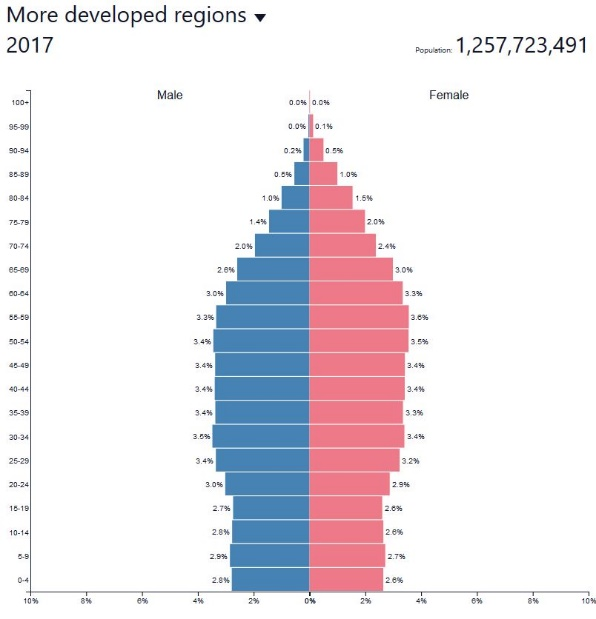 More developed regions
2017
Population: 1,257,723,491
Male Female
100+ 0.0% 0.0%
95-99 0.0% 0.1%
90-94 0.2% 0.5%
85-89 0.5% 1.0%
80-84 1.0% 1.5%
75-79 1.4% 2.0%
70-74 2.0% 2.4%
65-69 2.6% 3.0%
60-64 3.0% 3.3%
55-59 3.3% 3.6%
50-54 3.4% 3.5%
45-49 3.4% 3.4%
40-44 3.4% 3.4%
35-39 3.4% 3.3%
30-34 3.5% 3.4%
25-29 3.4% 3.2%
20-24 3.0% 2.9%
15-19 2.7% 2.6%
10-14 2.8% 2.6%
5-9 2.9% 2.7%
0-4 2.8% 2.6%
10% 8% 6% 4% 2% 0% 2% 4% 6% 8% 10%